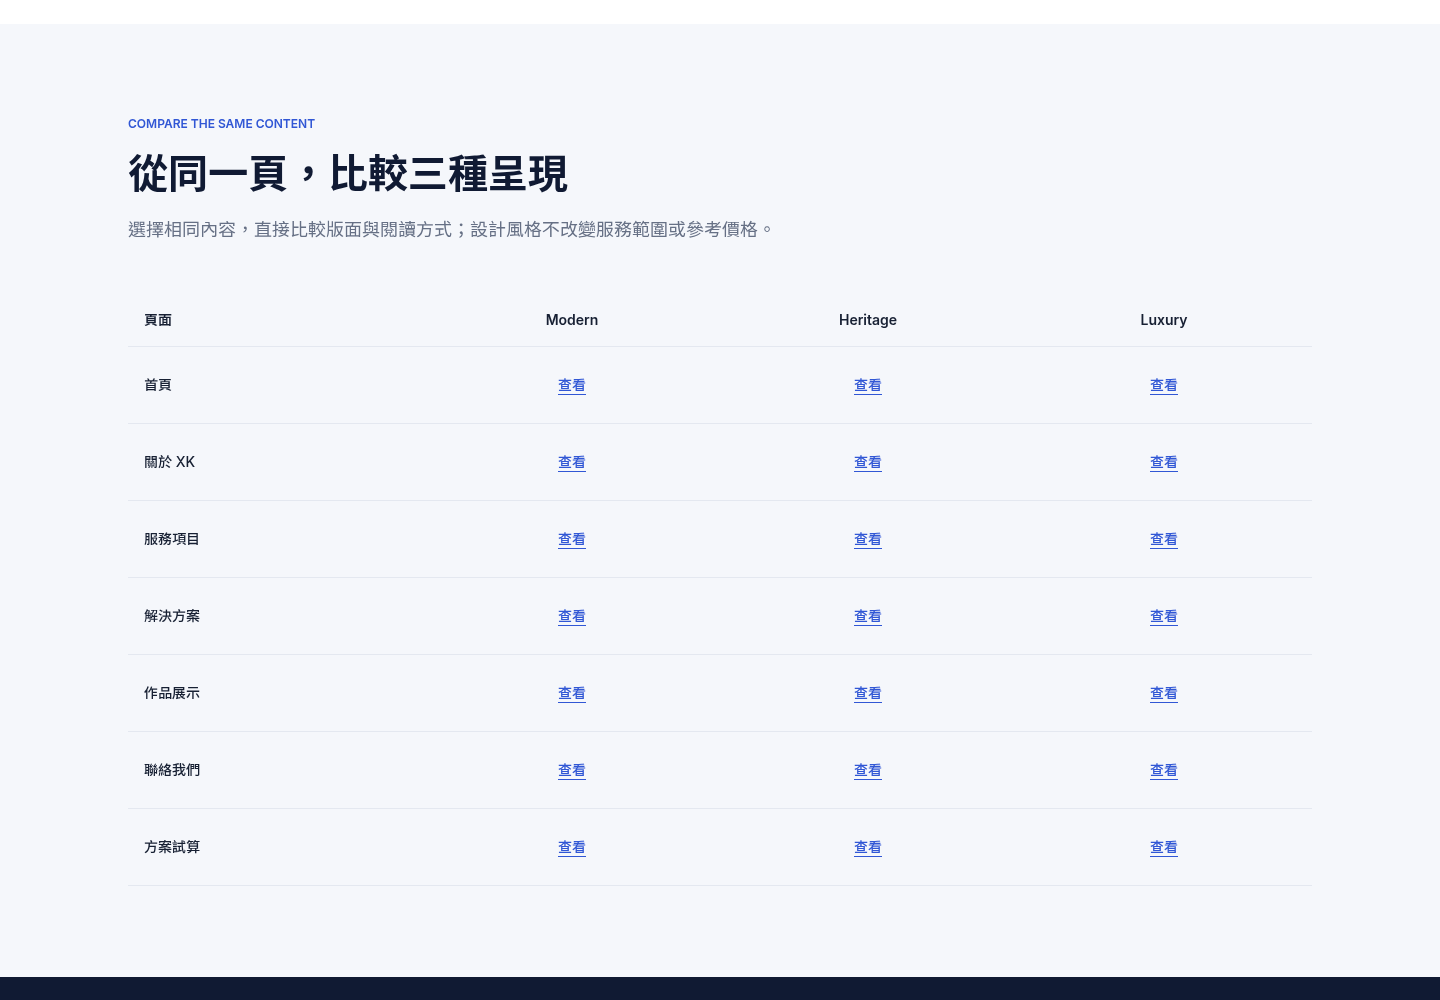 COMPARE THE SAME CONTENT
從同一頁，比較三種呈現
選擇相同內容，直接比較版面與閱讀方式；設計風格不改變服務範圍或參考價格。
頁面 Modern Heritage Luxury
首頁 查看 查看 查看
關於 XK 查看 查看 查看
服務項目 查看 查看 查看
解決方案 查看 查看 查看
作品展示 查看 查看 查看
聯絡我們 查看 查看 查看
方案試算 查看 查看 查看